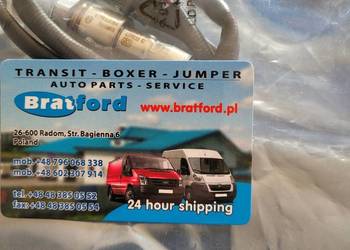 TRANSIT - BOXER - JUMPER
AUTO PARTS - SERVICE
Bratford
www.bratford.pl
26-600 Radom, Str. Bagienna 6
Poland
mob. +48 796 068 338
mob. +48 602 307 914
tel.: +48 48 385 05 52
fax: +48 48 385 05 54
24 hour shipping